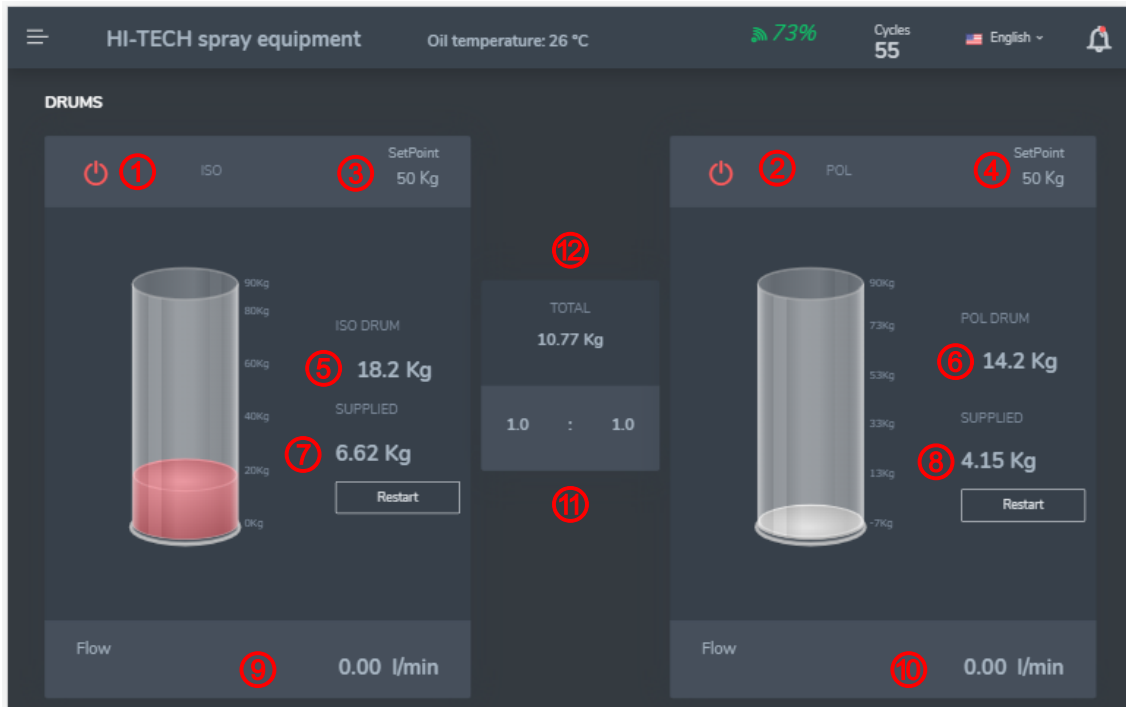 HI-TECH spray equipment
Oil temperature: 26 °C
73%
Cycles
55
English
DRUMS
1
ISO
3
SetPoint
50 Kg
2
POL
4
SetPoint
50 Kg
90Kg
80Kg
60Kg
40Kg
20Kg
0Kg
ISO DRUM
5
18.2 Kg
SUPPLIED
7
6.62 Kg
Restart
12
TOTAL
10.77 Kg
1.0 : 1.0
11
90Kg
73Kg
53Kg
33Kg
13Kg
-7Kg
POL DRUM
6
14.2 Kg
SUPPLIED
8
4.15 Kg
Restart
Flow
9
0.00 l/min
Flow
10
0.00 l/min